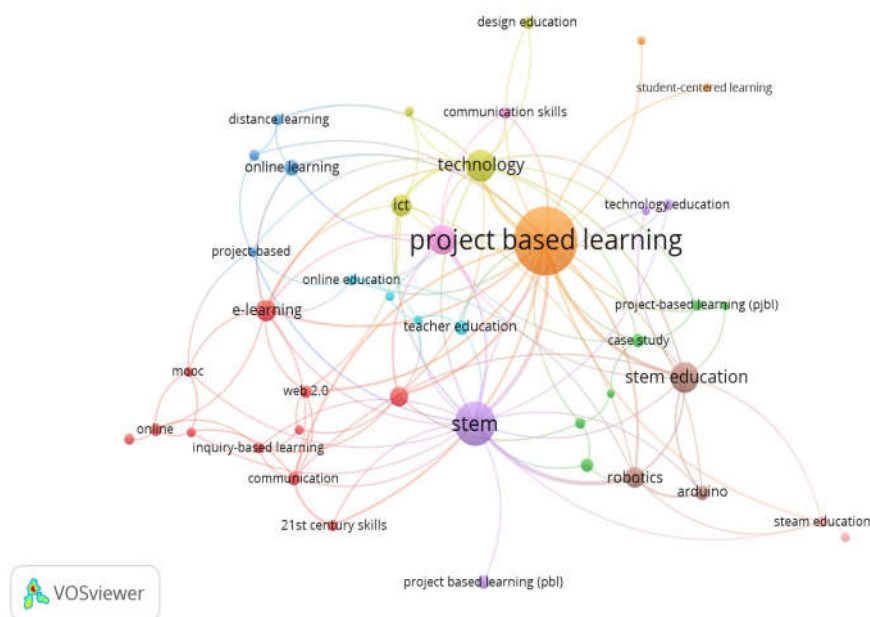 design education
student-centered learning
communication skills
distance learning
technology
online learning
ict
technology education
project based learning
project-based
online education
e-learning
project-based learning (pjbl)
teacher education
case study
mooc
stem education
web 2.0
stem
online
inquiry-based learning
communication
robotics
arduino
21st century skills
steam education
project based learning (pbl)
VOSviewer